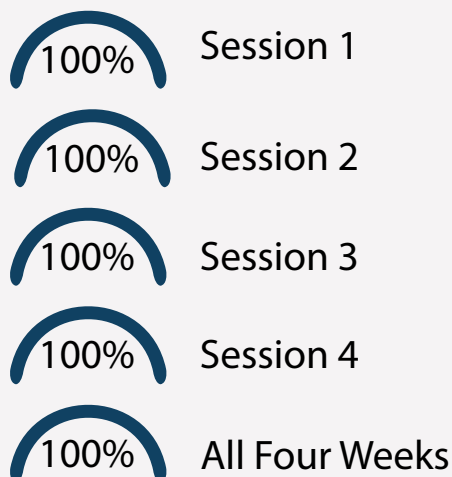 100% Session 1
100% Session 2
100% Session 3
100% Session 4
100% All Four Weeks